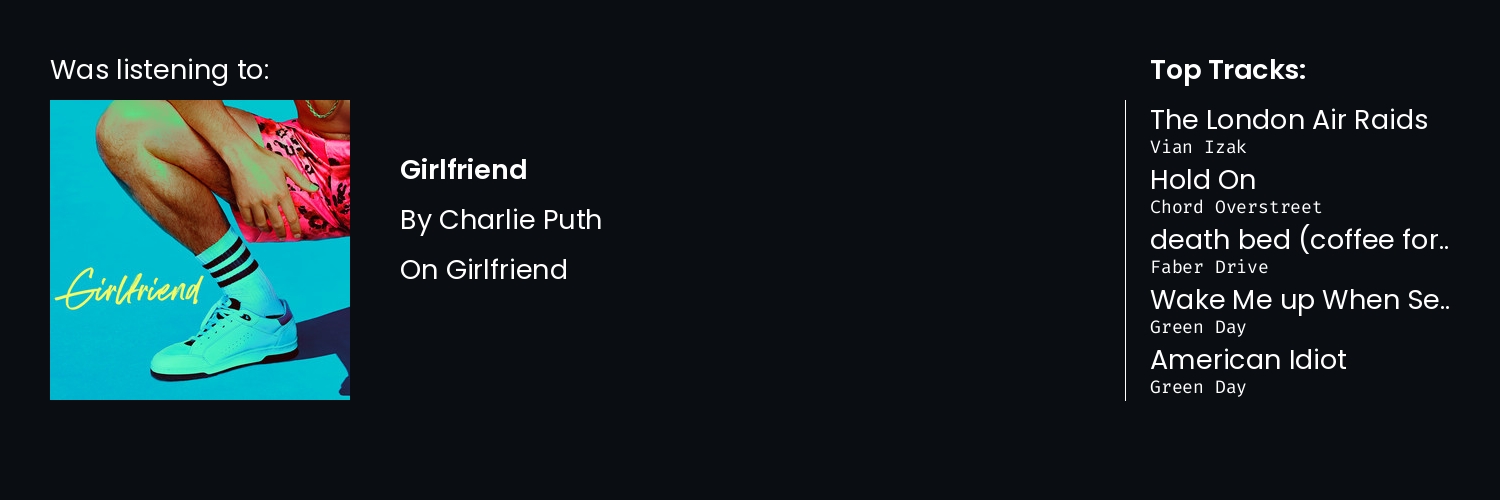 Was listening to:
Girlfriend
Girlfriend
By Charlie Puth
On Girlfriend
Top Tracks:
The London Air Raids
Vian Izak
Hold On
Chord Overstreet
death bed (coffee for..
Faber Drive
Wake Me up When Se..
Green Day
American Idiot
Green Day